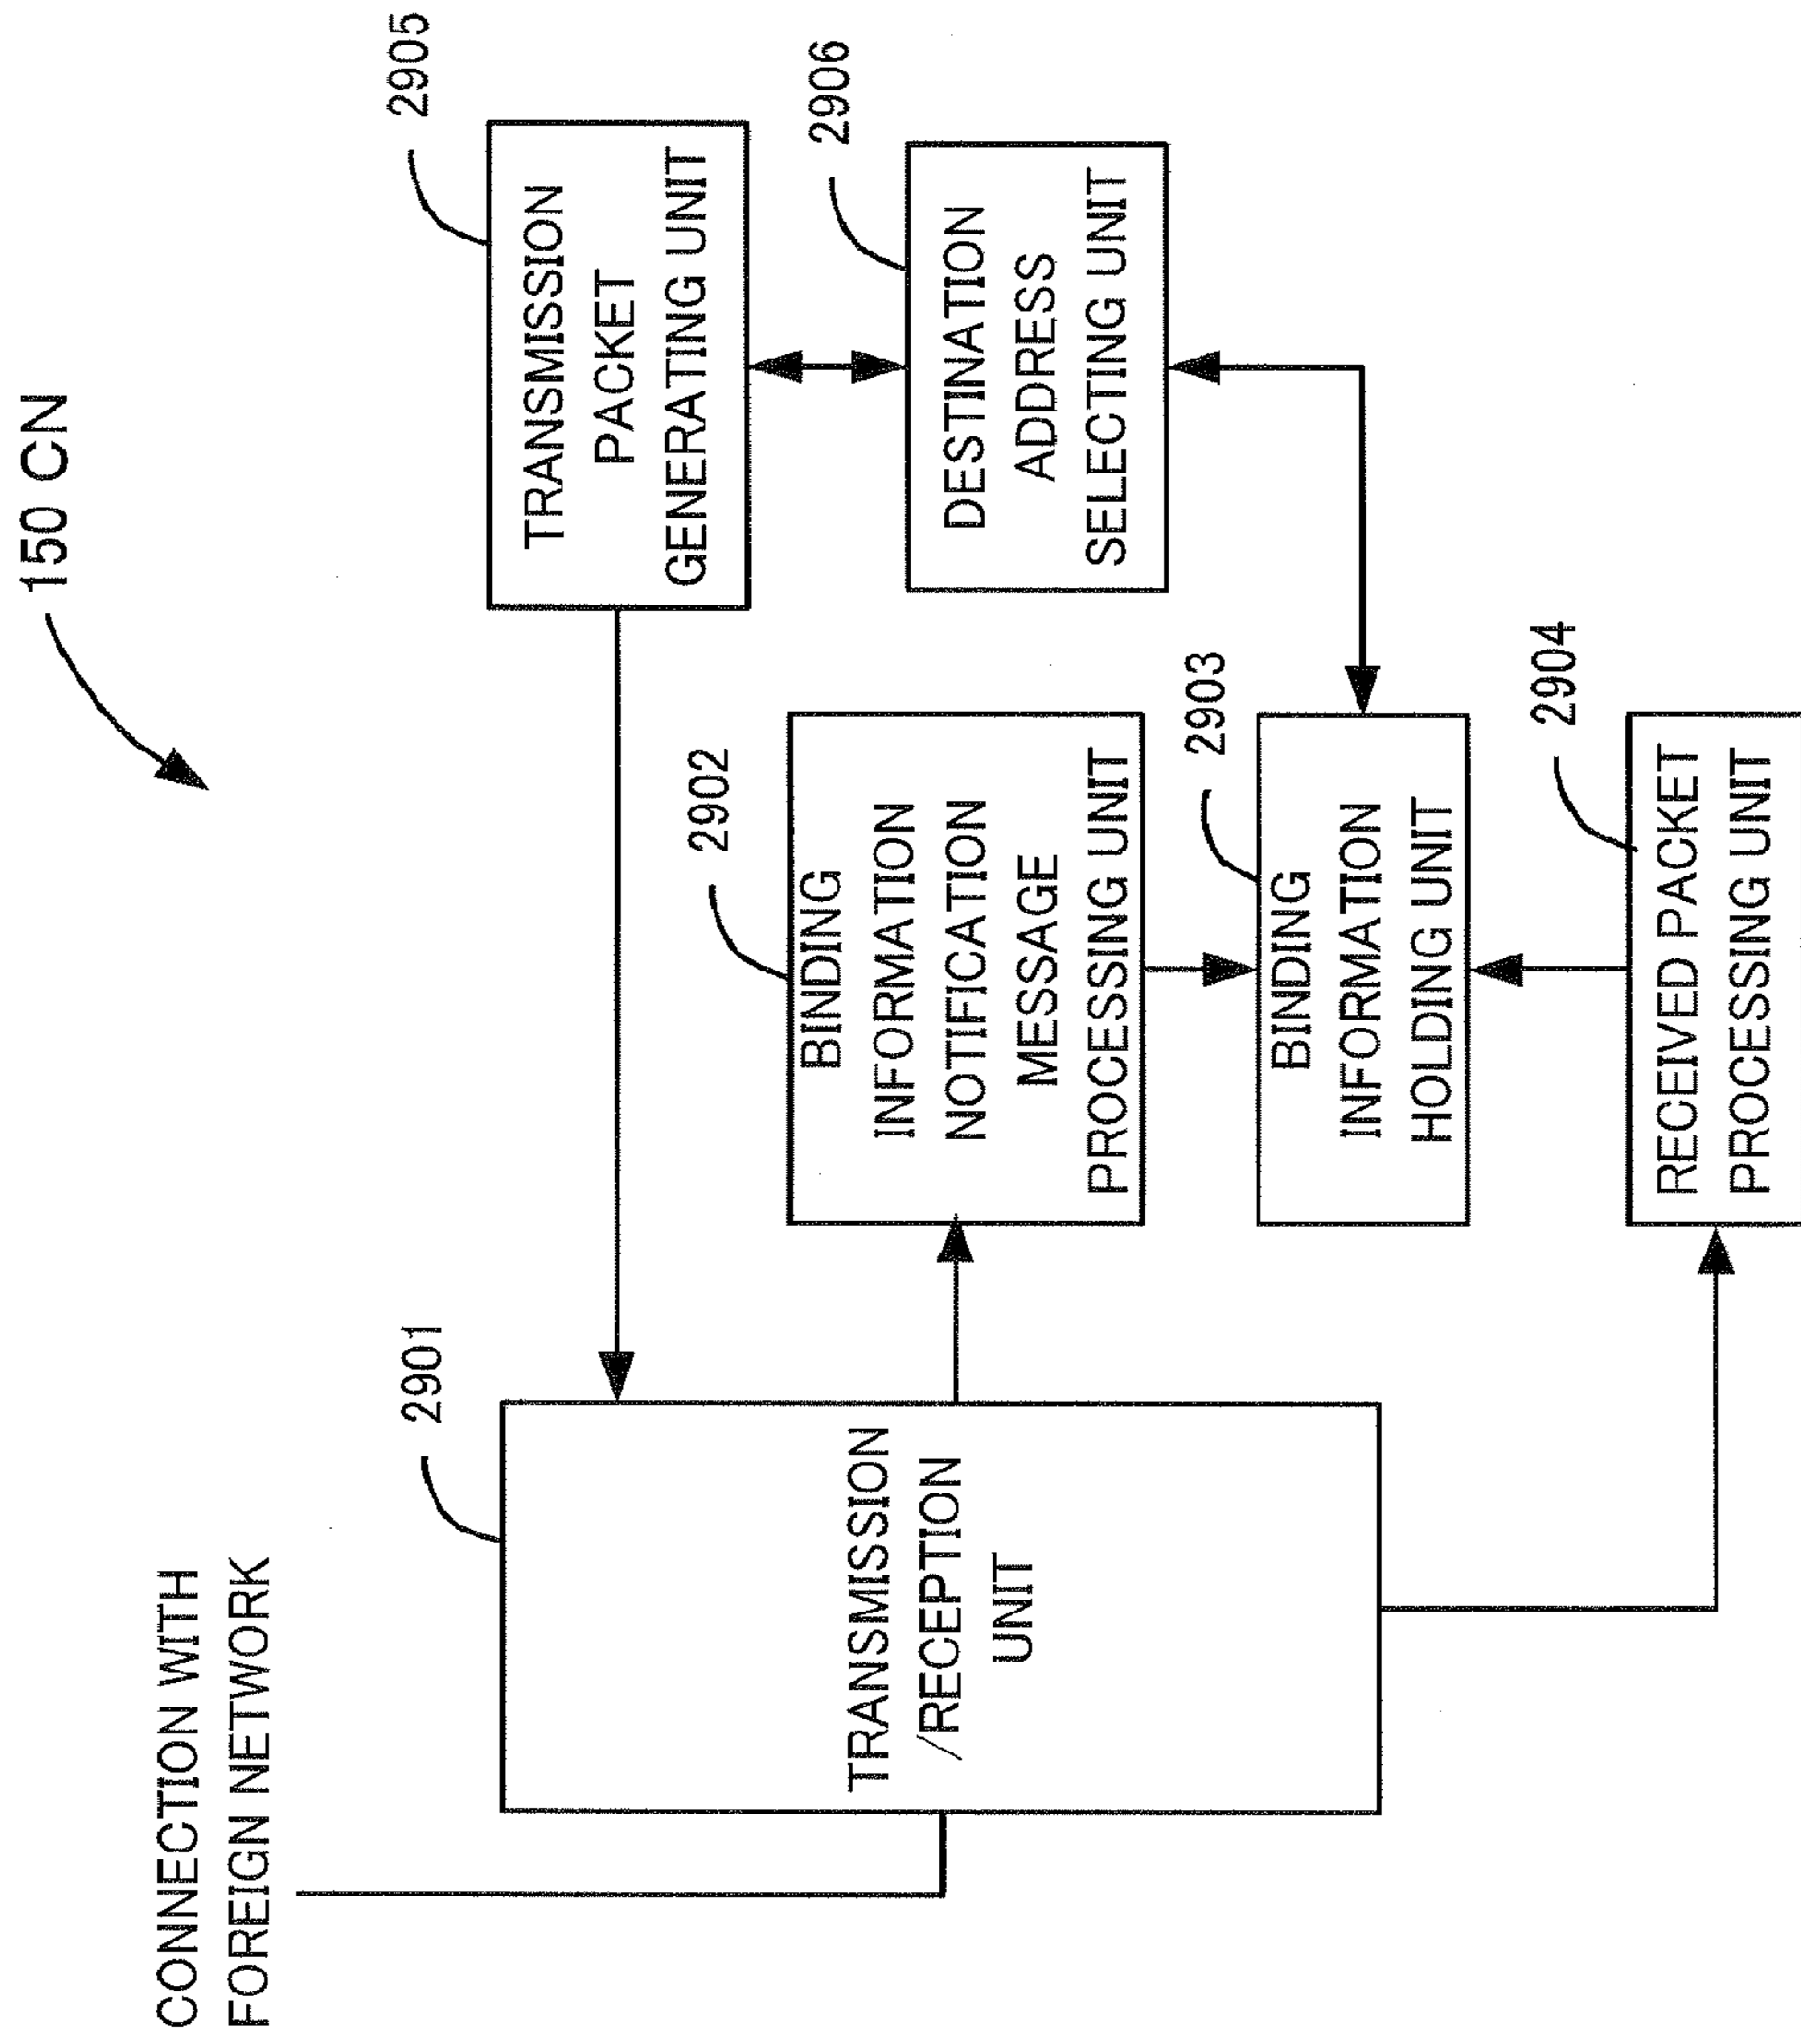 150 CN
CONNECTION WITH
FOREIGN NETWORK
2901
TRANSMISSION
/RECEPTION
UNIT
2905
TRANSMISSION
PACKET
GENERATING UNIT
2906
DESTINATION
ADDRESS
SELECTING UNIT
2902
BINDING
INFORMATION
NOTIFICATION
MESSAGE
PROCESSING UNIT
2903
BINDING
INFORMATION
HOLDING UNIT
2904
RECEIVED PACKET
PROCESSING UNIT